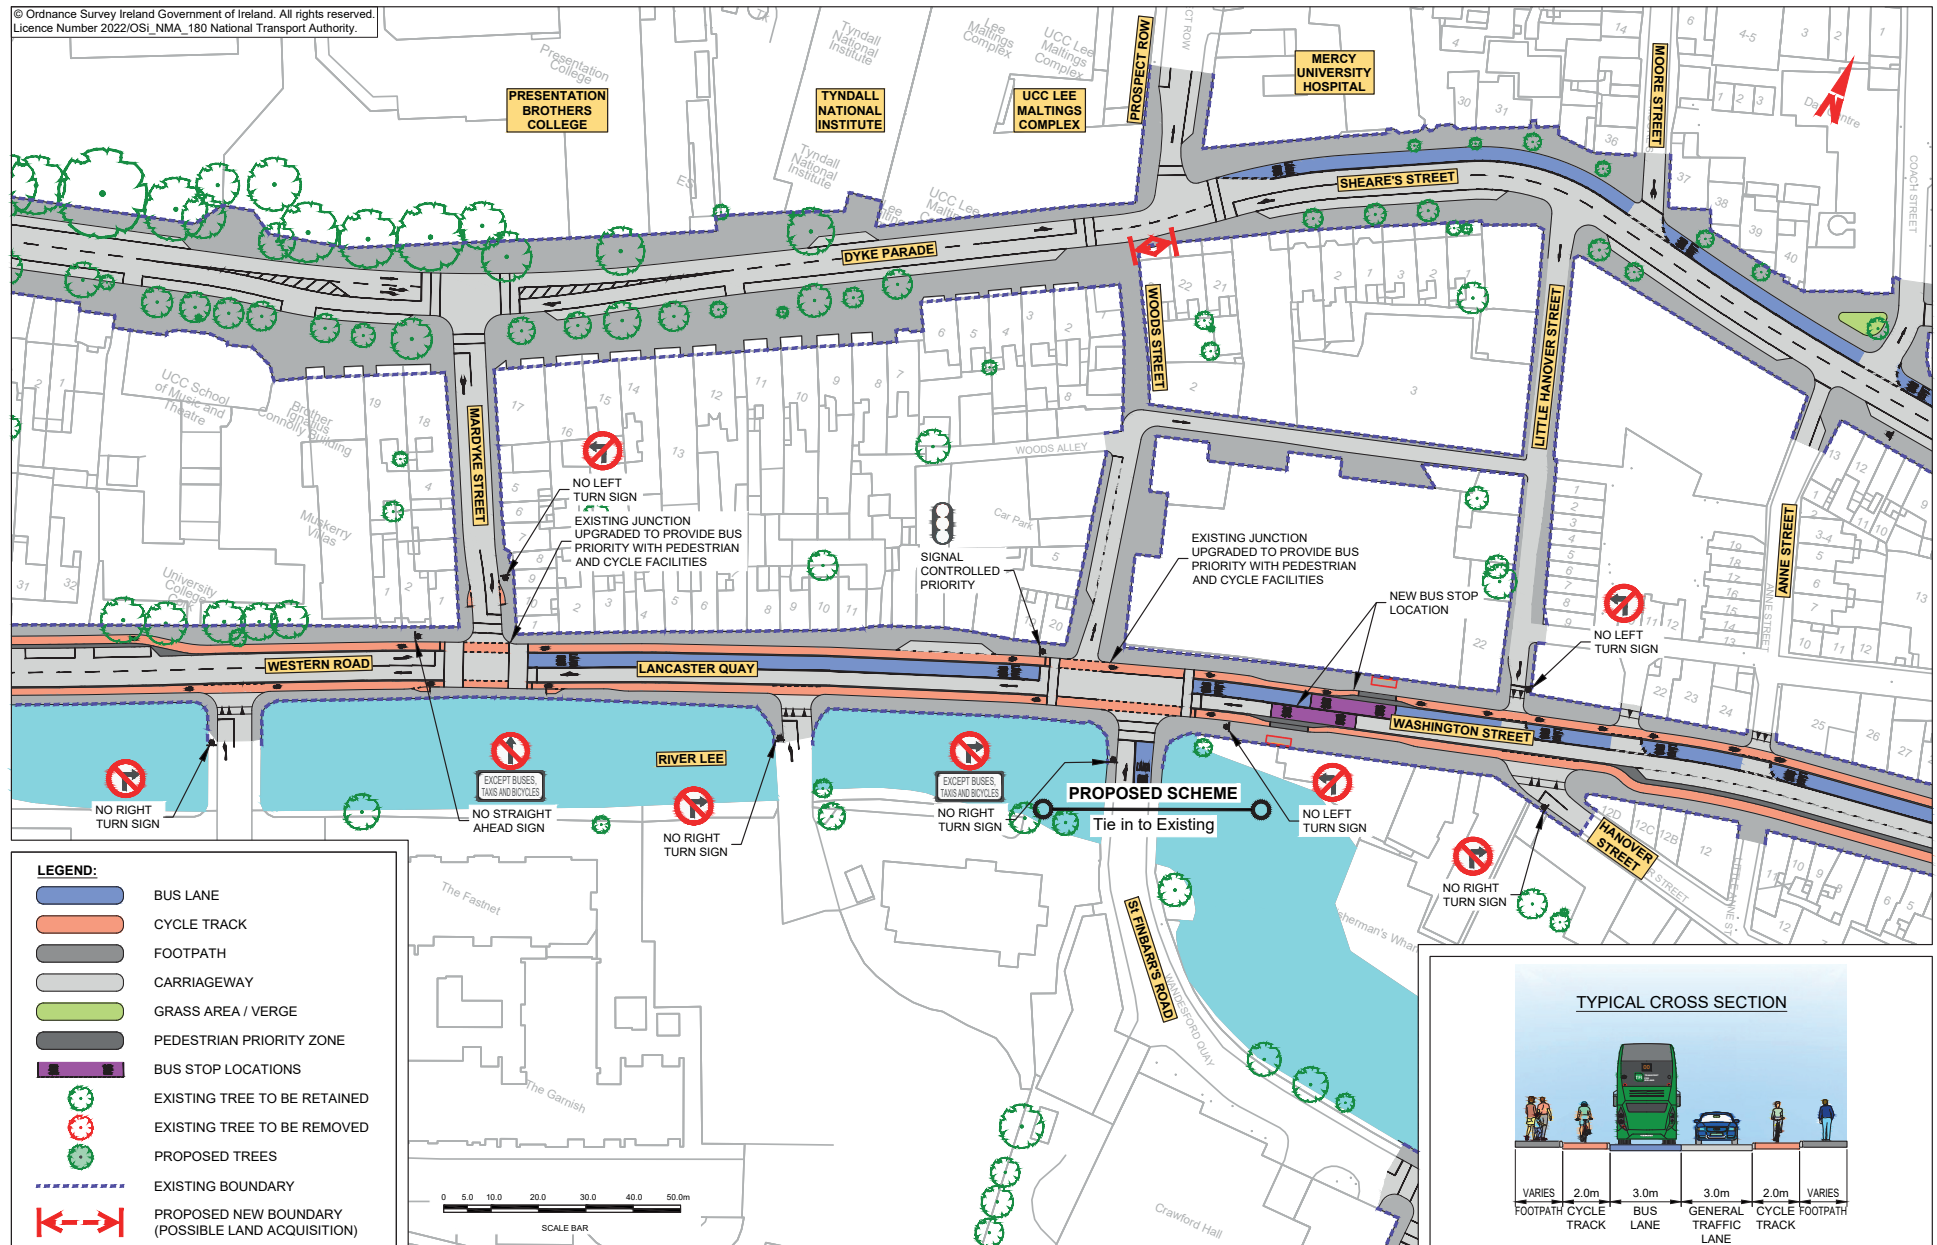 © Ordnance Survey Ireland Government of Ireland. All rights reserved.
Licence Number 2022/OSi_NMA_180 National Transport Authority.
Presentation
College
PRESENTATION
BROTHERS
COLLEGE
Tyndall
National
Institute
TYNDALL
NATIONAL
INSTITUTE
Tyndall
National
Institute
Lee
Maltings
Complex
UCC Lee
Maltings
Complex
UCC LEE
MALTINGS
COMPLEX
UCC Lee
PROSPECT ROW
MERCY
UNIVERSITY
HOSPITAL
MOORE STREET
COACH STREET
N
SHEARE'S STREET
DYKE PARADE
WOODS STREET
LITTLE HANOVER STREET
MARDYKE STREET
ANNE STREET
ANNE STREET
UCC School
of Music and
Theatre
Brother
Ignatius
Connolly Building
Muskerry
Villas
University
College
Cork
WOODS ALLEY
Car Park
NO LEFT
TURN SIGN
EXISTING JUNCTION
UPGRADED TO PROVIDE BUS
PRIORITY WITH PEDESTRIAN
AND CYCLE FACILITIES
SIGNAL
CONTROLLED
PRIORITY
EXISTING JUNCTION
UPGRADED TO PROVIDE BUS
PRIORITY WITH PEDESTRIAN
AND CYCLE FACILITIES
NEW BUS STOP
LOCATION
NO LEFT
TURN SIGN
WESTERN ROAD
LANCASTER QUAY
WASHINGTON STREET
RIVER LEE
NO RIGHT
TURN SIGN
EXCEPT BUSES,
TAXIS AND BICYCLES
NO STRAIGHT
AHEAD SIGN
NO RIGHT
TURN SIGN
EXCEPT BUSES,
TAXIS AND BICYCLES
NO RIGHT
TURN SIGN
PROPOSED SCHEME
Tie in to Existing
NO LEFT
TURN SIGN
NO RIGHT
TURN SIGN
HANOVER
STREET
St FINBARR'S ROAD
WANDESFORD QUAY
The Fastnet
The Garnish
Crawford Hall
LEGEND:
BUS LANE
CYCLE TRACK
FOOTPATH
CARRIAGEWAY
GRASS AREA / VERGE
PEDESTRIAN PRIORITY ZONE
BUS STOP LOCATIONS
EXISTING TREE TO BE RETAINED
EXISTING TREE TO BE REMOVED
PROPOSED TREES
EXISTING BOUNDARY
PROPOSED NEW BOUNDARY
(POSSIBLE LAND ACQUISITION)
0 5.0 10.0 20.0 30.0 40.0 50.0m
SCALE BAR
TYPICAL CROSS SECTION
VARIES 2.0m 3.0m 3.0m 2.0m VARIES
FOOTPATH CYCLE TRACK BUS LANE GENERAL TRAFFIC LANE CYCLE TRACK FOOTPATH